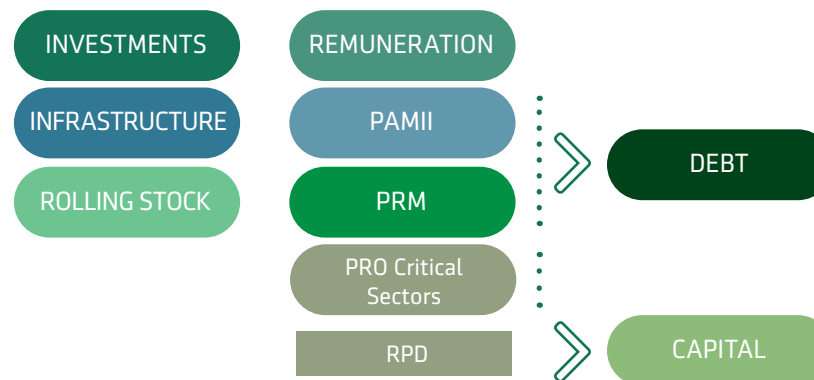 INVESTMENTS
REMUNERATION
INFRASTRUCTURE
PAMII
DEBT
ROLLING STOCK
PRM
PRO Critical
Sectors
RPD
CAPITAL